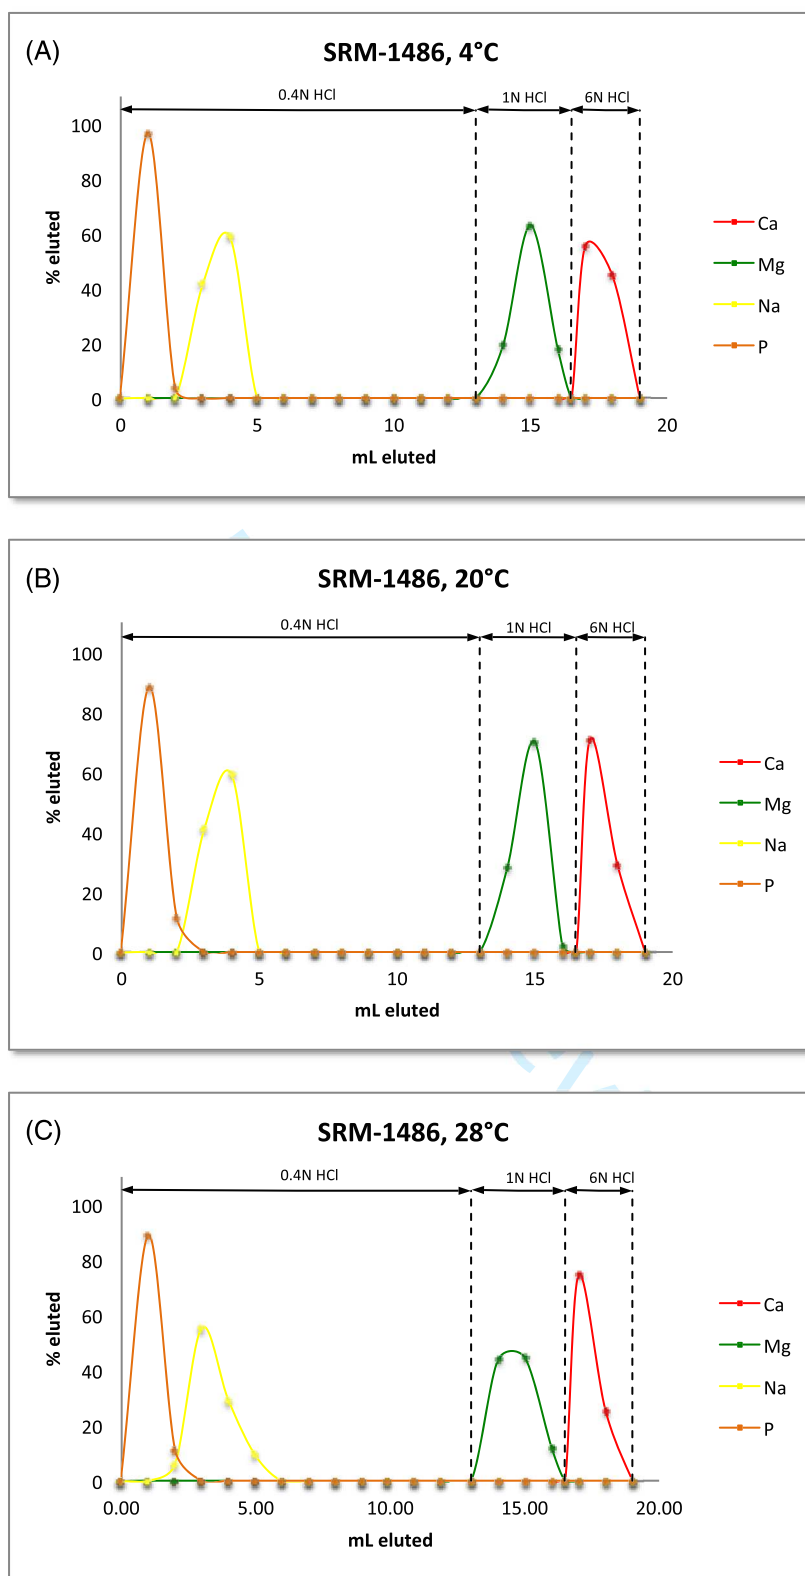 (A)
SRM-1486, 4°C
0.4N HCl 1N HCl 6N HCl
100
80
60
40
20
0
% eluted
0 5 10 15 20
mL eluted
Ca
Mg
Na
P
(B)
SRM-1486, 20°C
0.4N HCl 1N HCl 6N HCl
100
80
60
40
20
0
% eluted
0 5 10 15 20
mL eluted
Ca
Mg
Na
P
(C)
SRM-1486, 28°C
0.4N HCl 1N HCl 6N HCl
100
80
60
40
20
0
% eluted
0.00 5.00 10.00 15.00 20.00
mL eluted
Ca
Mg
Na
P